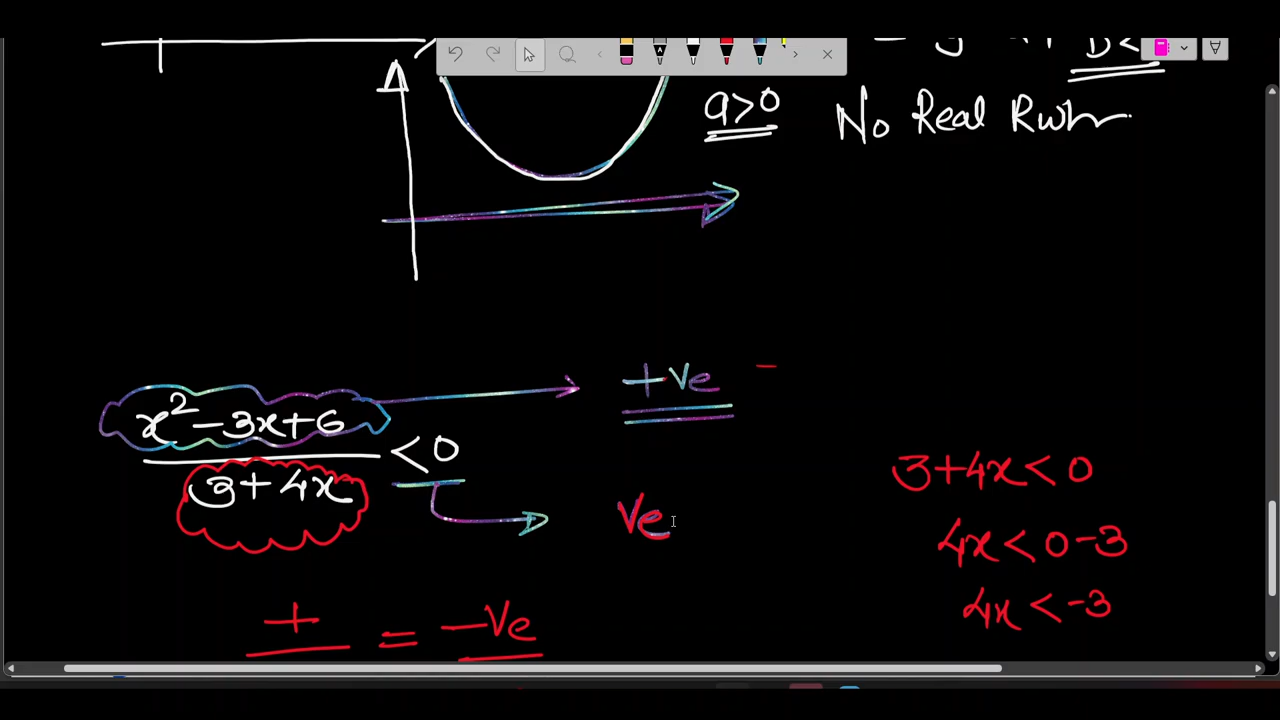 a>0 No Real
+ve
x² - 3x + 6
< 0
3 + 4x
3 + 4x < 0
ve
4x < 0 - 3
4x < -3
+ = -ve